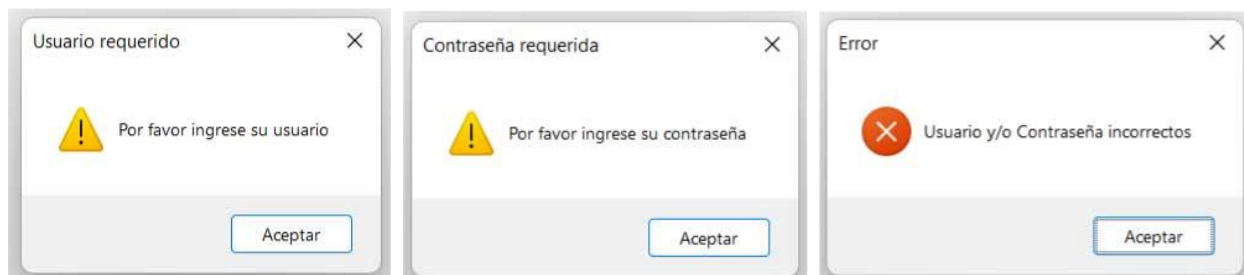 Usuario requerido
Por favor ingrese su usuario
Aceptar
Contraseña requerida
Por favor ingrese su contraseña
Aceptar
Error
Usuario y/o Contraseña incorrectos
Aceptar